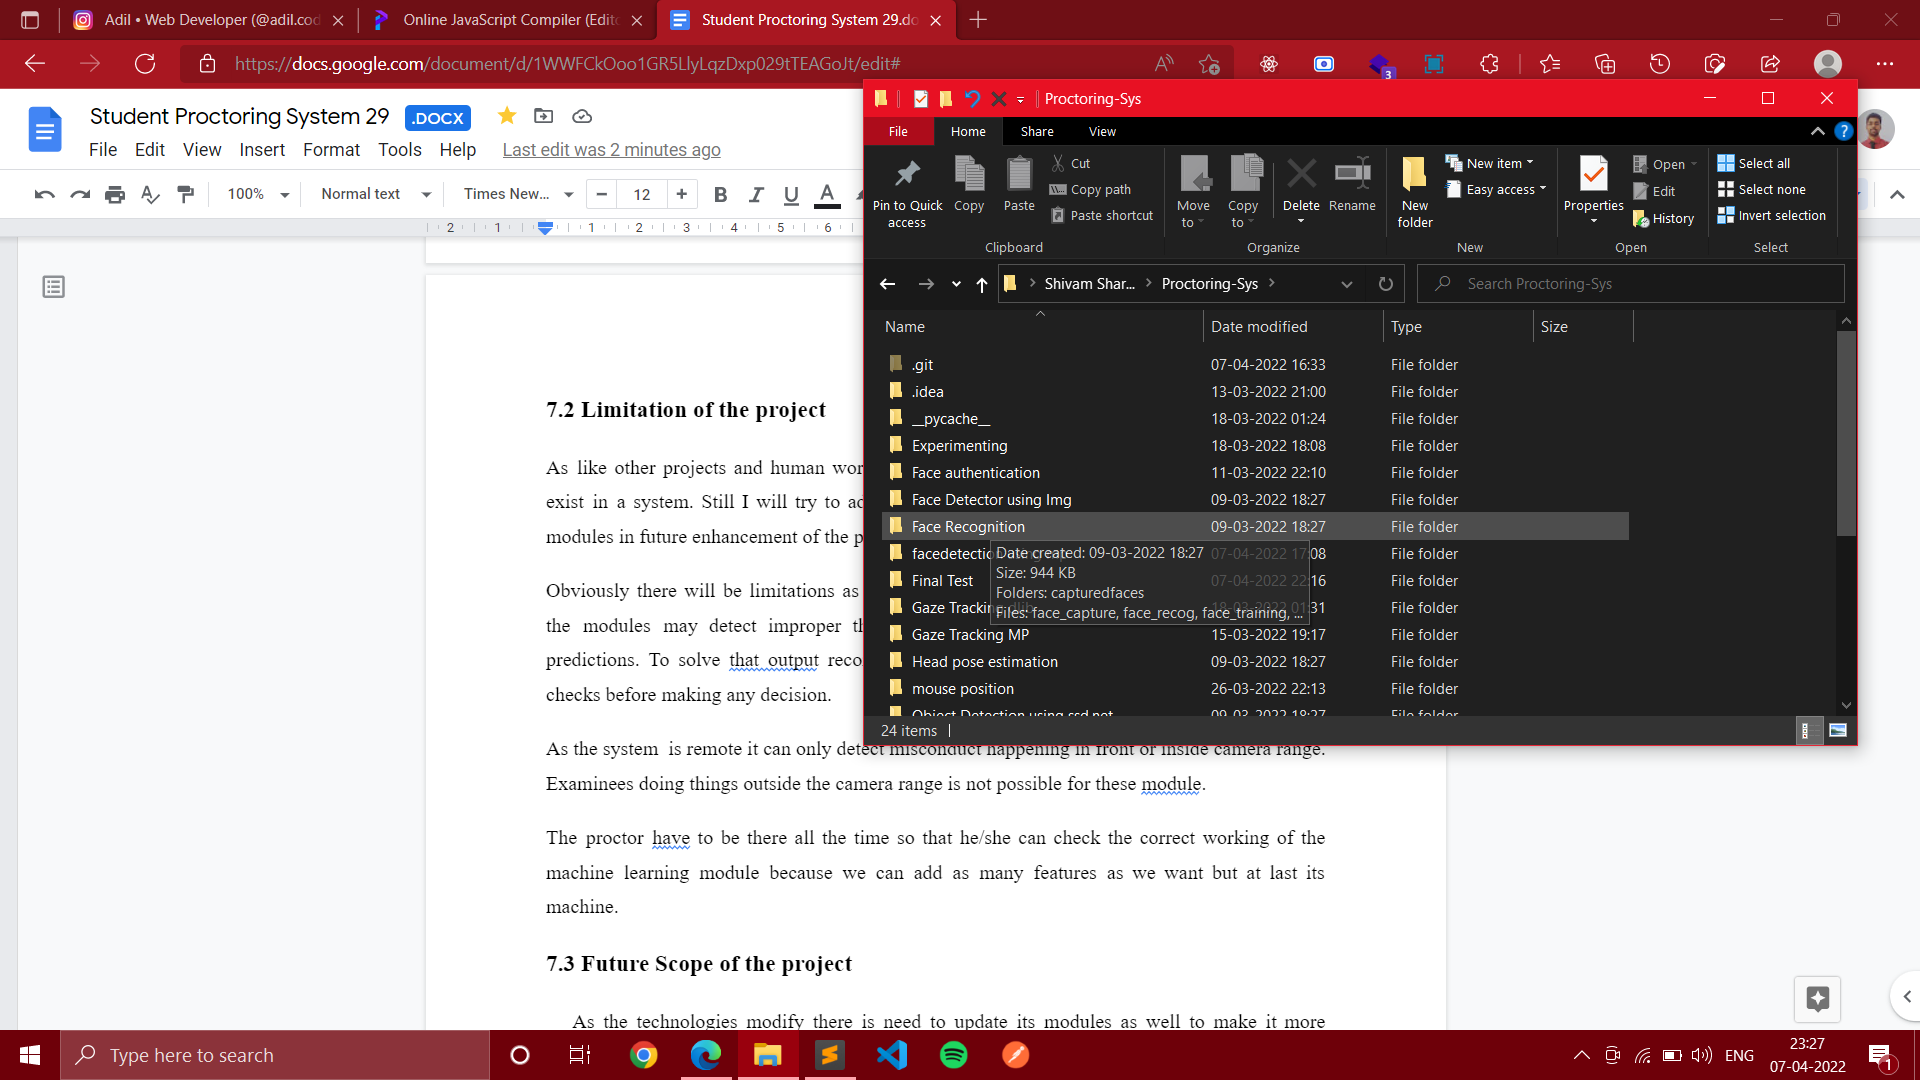 Adil • Web Developer (@adil.cod
Online JavaScript Compiler (Edito
Student Proctoring System 29.do
https://docs.google.com/document/d/1WWFCkOoo1GR5LlyLqzDxp029tTEAGoJt/edit#
3
Student Proctoring System 29 .DOCX
File Edit View Insert Format Tools Help Last edit was 2 minutes ago
100% Normal text Times New... 12 B I U A
2 1 1 2 3 4 5 6
7.2 Limitation of the project
As like other projects and human wor
exist in a system. Still I will try to ad
modules in future enhancement of the p
Obviously there will be limitations as
the modules may detect improper th
predictions. To solve that output reco
checks before making any decision.
As the system is remote it can only detect misconduct happening in front or inside camera range.
Examinees doing things outside the camera range is not possible for these module.
The proctor have to be there all the time so that he/she can check the correct working of the
machine learning module because we can add as many features as we want but at last its
machine.
7.3 Future Scope of the project
As the technologies modify there is need to update its modules as well to make it more
Proctoring-Sys
File Home Share View
Pin to Quick access
Copy
Paste
Cut
Copy path
Paste shortcut
Clipboard
Move to
Copy to
Delete
Rename
Organize
New folder
New item
Easy access
New
Properties
Open
Edit
History
Open
Select all
Select none
Invert selection
Select
Shivam Shar... Proctoring-Sys
Search Proctoring-Sys
Name Date modified Type Size
.git 07-04-2022 16:33 File folder
.idea 13-03-2022 21:00 File folder
__pycache__ 18-03-2022 01:24 File folder
Experimenting 18-03-2022 18:08 File folder
Face authentication 11-03-2022 22:10 File folder
Face Detector using Img 09-03-2022 18:27 File folder
Face Recognition 09-03-2022 18:27 File folder
facedetectio 07-04-2022 17:08 File folder
Final Test 07-04-2022 22:16 File folder
Gaze Tracking dlib 18-03-2022 01:31 File folder
Gaze Tracking MP 15-03-2022 19:17 File folder
Head pose estimation 09-03-2022 18:27 File folder
mouse position 26-03-2022 22:13 File folder
Object Detection using ssd net 09-03-2022 18:27 File folder
Date created: 09-03-2022 18:27
Size: 944 KB
Folders: capturedfaces
Files: face_capture, face_recog, face_training, ...
24 items
Type here to search
ENG
23:27
07-04-2022
1